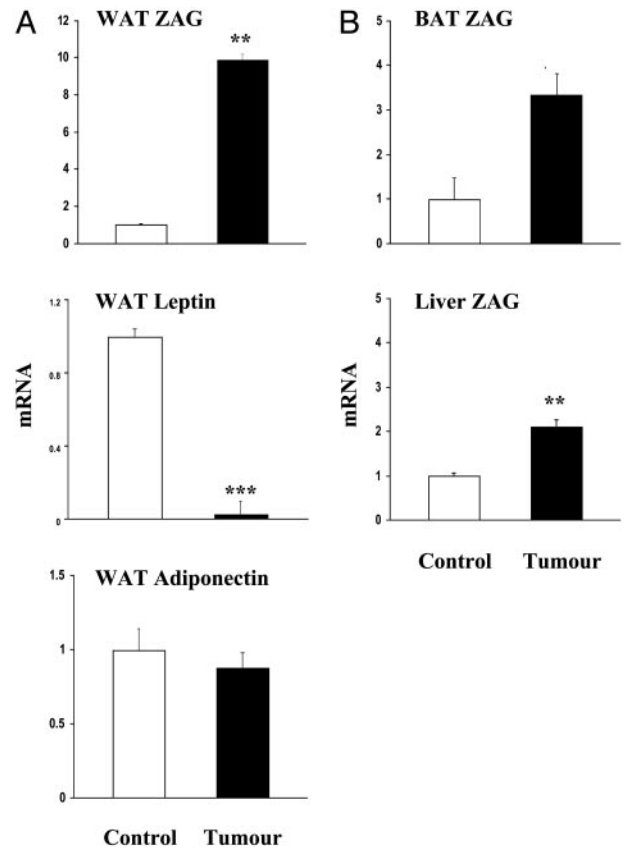 A
WAT ZAG
12
10
8
6
4
2
0
**
WAT Leptin
1.2
0.8
0.4
0
***
mRNA
WAT Adiponectin
1.5
1
0.5
0
Control Tumour
B
BAT ZAG
5
4
3
2
1
0
Liver ZAG
5
4
3
2
1
0
**
mRNA
Control Tumour